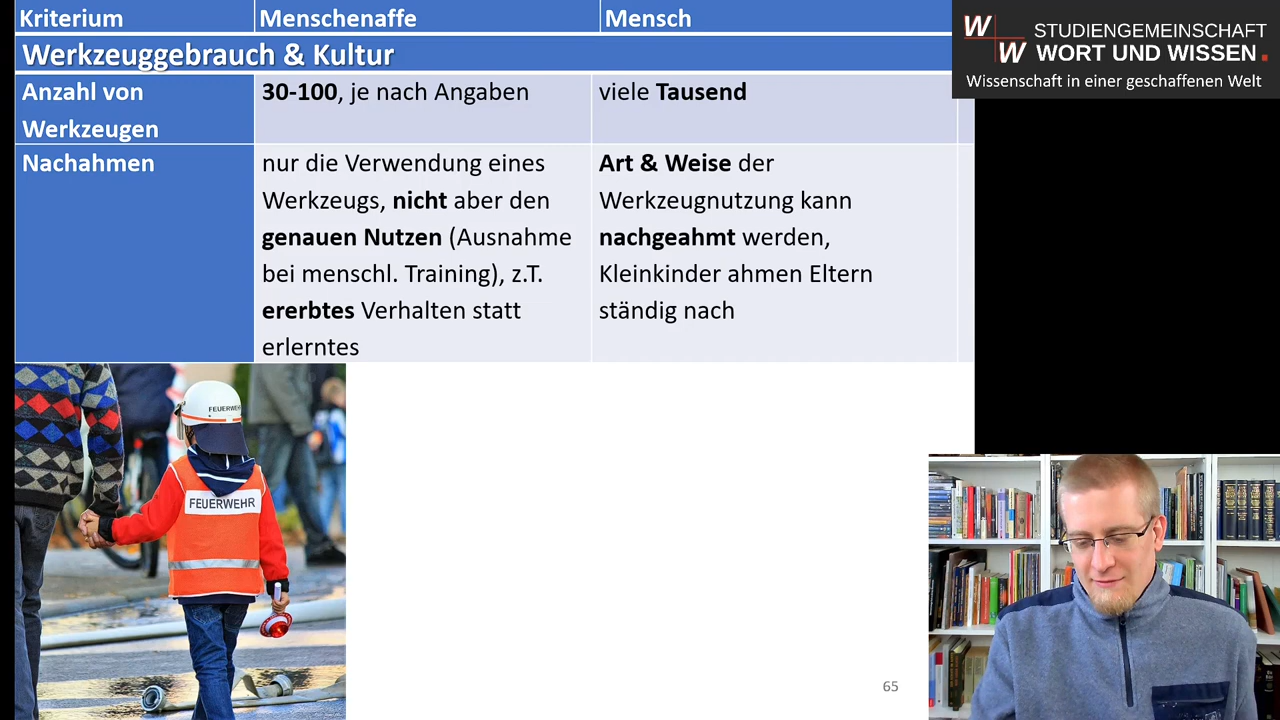 Kriterium
Menschenaffe
Mensch
Werkzeuggebrauch & Kultur
Anzahl von
Werkzeugen
30-100, je nach Angaben
viele Tausend
Nachahmen
nur die Verwendung eines
Werkzeugs, nicht aber den
genauen Nutzen (Ausnahme
bei menschl. Training), z.T.
ererbtes Verhalten statt
erlerntes
Art & Weise der
Werkzeugnutzung kann
nachgeahmt werden,
Kleinkinder ahmen Eltern
ständig nach
W
W
STUDIENGEMEINSCHAFT
WORT UND WISSEN.
Wissenschaft in einer geschaffenen Welt
FEUERWEHR
FEUERWEHR
65